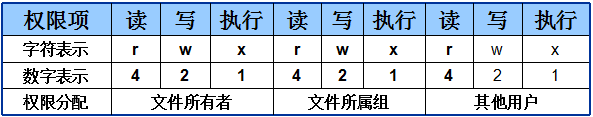 权限项 读 写 执行 读 写 执行 读 写 执行
字符表示 r w x r w x r w x
数字表示 4 2 1 4 2 1 4 2 1
权限分配 文件所有者 文件所属组 其他用户